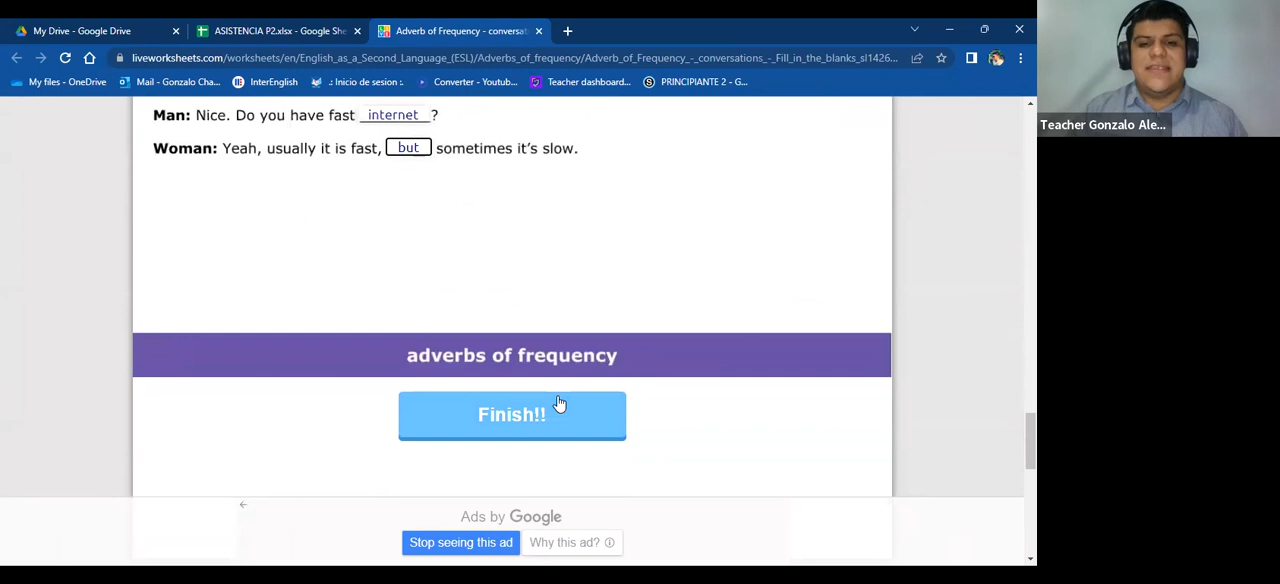 My Drive - Google Drive
ASISTENCIA P2.xlsx - Google She
Adverb of Frequency - conversat
liveworksheets.com/worksheets/en/English_as_a_Second_Language_(ESL)/Adverbs_of_frequency/Adverb_of_Frequency_-_conversations_-_Fill_in_the_blanks_sl1426...
My files - OneDrive
Mail - Gonzalo Cha...
InterEnglish
.: Inicio de sesion :.
Converter - Youtub...
Teacher dashboard...
PRINCIPIANTE 2 - G...
Teacher Gonzalo Ale...
Man: Nice. Do you have fast internet ?
Woman: Yeah, usually it is fast, but sometimes it’s slow.
adverbs of frequency
Finish!!
Ads by Google
Stop seeing this ad
Why this ad?